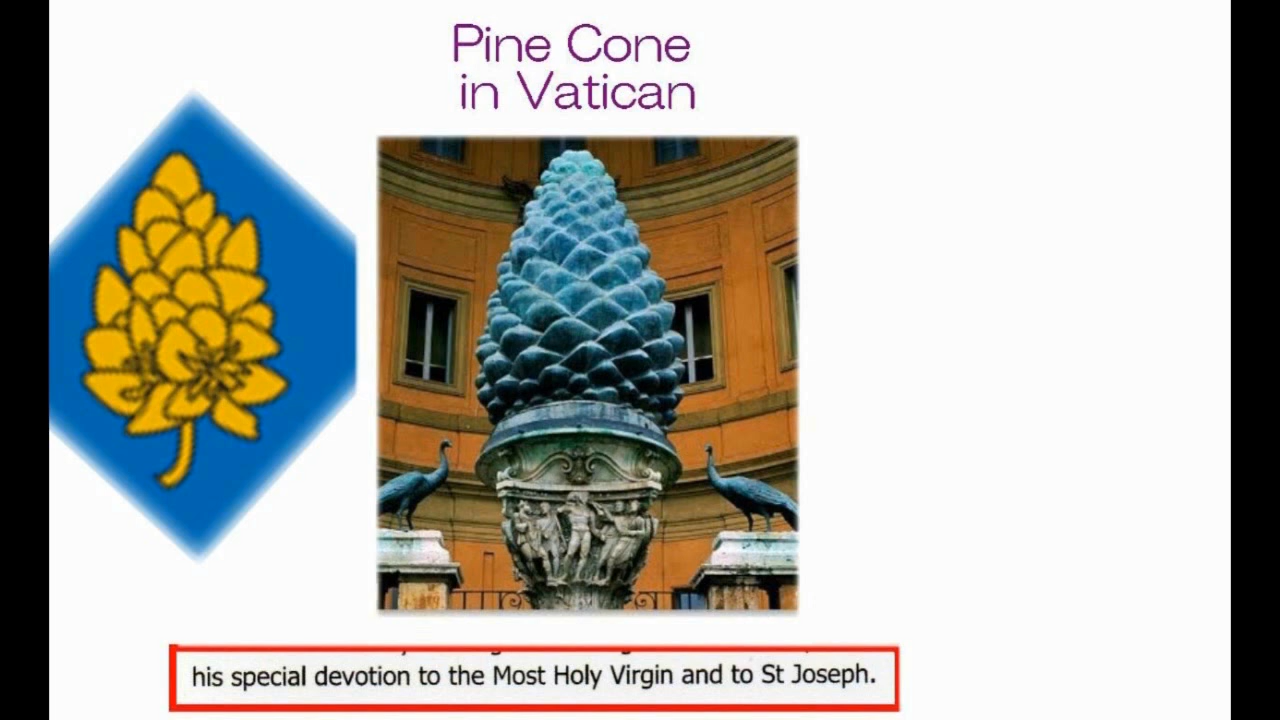 Pine Cone
in Vatican
his special devotion to the Most Holy Virgin and to St Joseph.